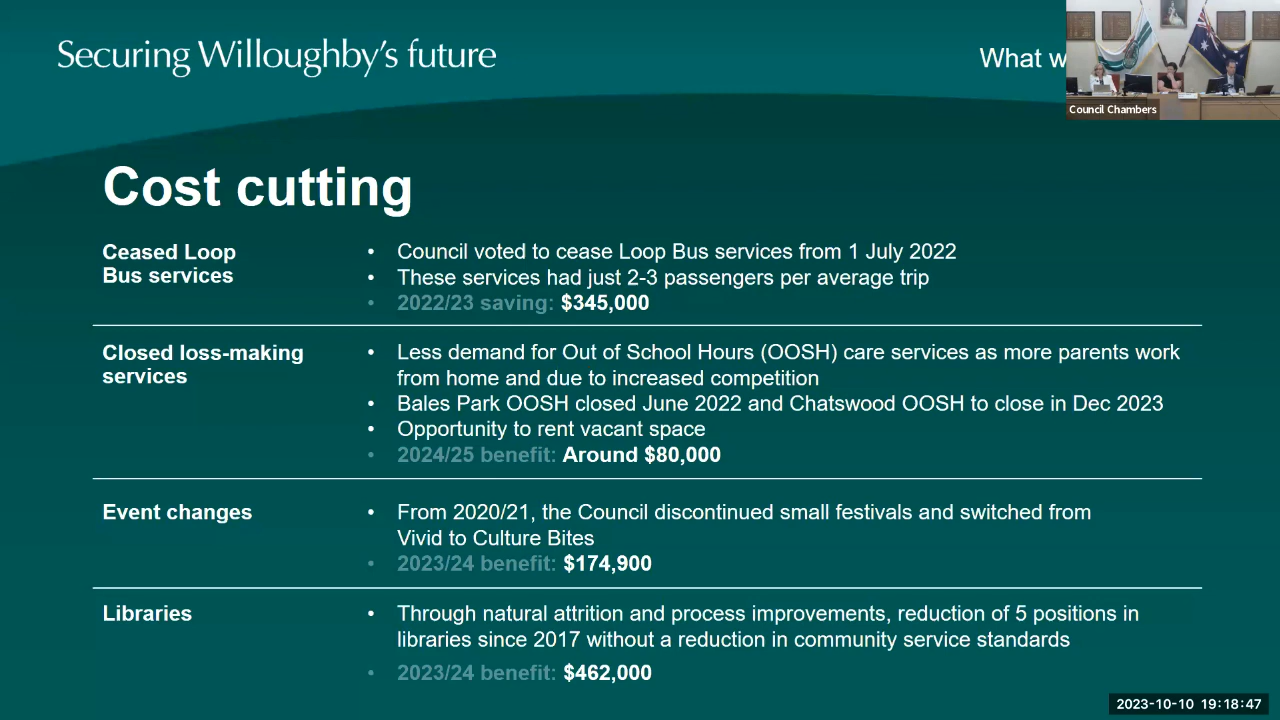 Securing Willoughby's future
What w
Council Chambers
Cost cutting
Ceased Loop
Bus services
• Council voted to cease Loop Bus services from 1 July 2022
• These services had just 2-3 passengers per average trip
• 2022/23 saving: $345,000
Closed loss-making
services
• Less demand for Out of School Hours (OOSH) care services as more parents work
from home and due to increased competition
• Bales Park OOSH closed June 2022 and Chatswood OOSH to close in Dec 2023
• Opportunity to rent vacant space
• 2024/25 benefit: Around $80,000
Event changes
• From 2020/21, the Council discontinued small festivals and switched from
Vivid to Culture Bites
• 2023/24 benefit: $174,900
Libraries
• Through natural attrition and process improvements, reduction of 5 positions in
libraries since 2017 without a reduction in community service standards
• 2023/24 benefit: $462,000
2023-10-10 19:18:47